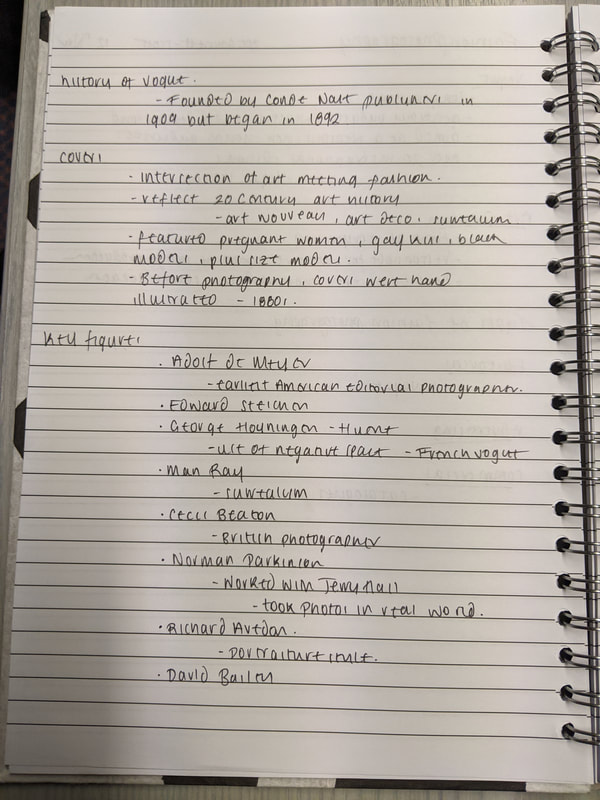 History of Vogue.
- Founded by Conde Nast publishers in
1909 but began in 1892
Covers
- Intersection of art meeting fashion.
- reflect 20 Century art history
- art nouveau, art deco, surrealism.
- featured pregnant women, gay kiss, black
models, plus size models.
- Before photography, covers were hand
illustrated - 1880s.
Key figures
· Adolf de Meyer
- earliest American editorial photographer.
· Edward Steichen
· George Hoyningen - Huene
- use of negative space - French Vogue
· Man Ray
- surrealism
· Cecil Beaton
- British photographer
· Norman Parkinson
- Worked with Jerry Hall
- took photos in real world.
· Richard Avedon.
- portraiture style.
· David Bailey